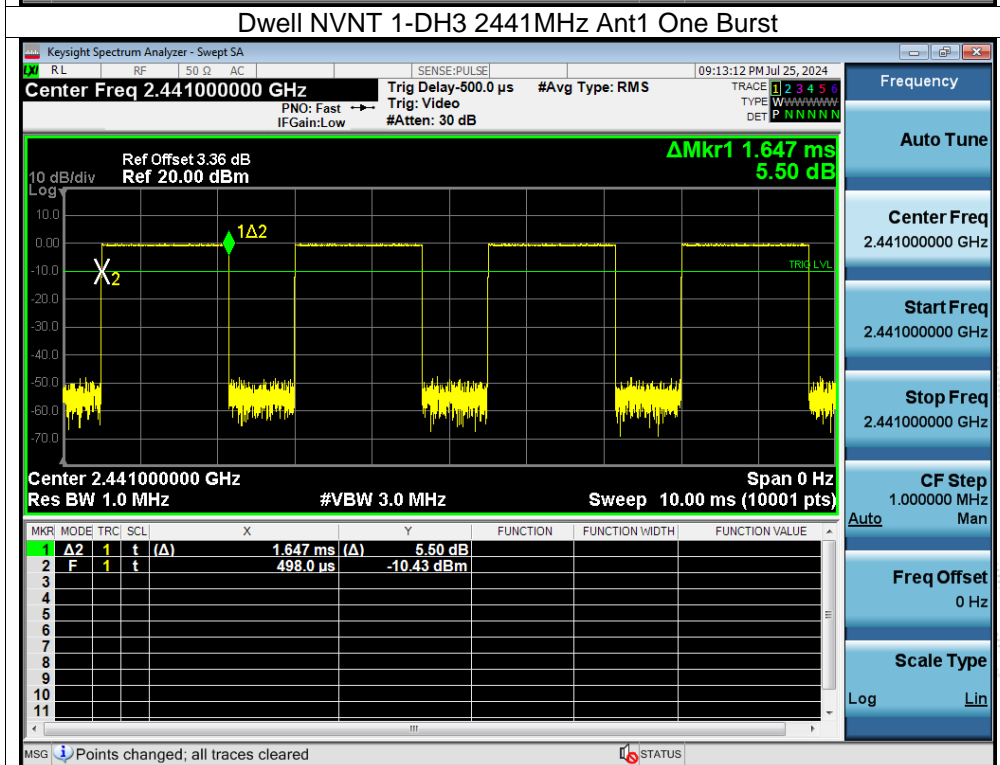 Dwell NVNT 1-DH3 2441MHz Ant1 One Burst
Keysight Spectrum Analyzer - Swept SA
LXI RL RF 50 Ω AC SENSE:PULSE 09:13:12 PM Jul 25, 2024
Center Freq 2.441000000 GHz
PNO: Fast
IFGain:Low
Trig Delay-500.0 µs
Trig: Video
#Atten: 30 dB
#Avg Type: RMS
TRACE 1 2 3 4 5 6
TYPE WWWWWW
DET P N N N N N
ΔMkr1 1.647 ms
5.50 dB
Ref Offset 3.36 dB
10 dB/div Ref 20.00 dBm
Log
10.0
0.00
-10.0
-20.0
-30.0
-40.0
-50.0
-60.0
-70.0
1Δ2
X2
TRIG LVL
Center 2.441000000 GHz Span 0 Hz
Res BW 1.0 MHz #VBW 3.0 MHz Sweep 10.00 ms (10001 pts)
MKR MODE TRC SCL X Y FUNCTION FUNCTION WIDTH FUNCTION VALUE
1 Δ2 1 t (Δ) 1.647 ms (Δ) 5.50 dB
2 F 1 t 498.0 µs -10.43 dBm
3
4
5
6
7
8
9
10
11
MSG Points changed; all traces cleared STATUS
Frequency
Auto Tune
Center Freq
2.441000000 GHz
Start Freq
2.441000000 GHz
Stop Freq
2.441000000 GHz
CF Step
1.000000 MHz
Auto Man
Freq Offset
0 Hz
Scale Type
Log Lin